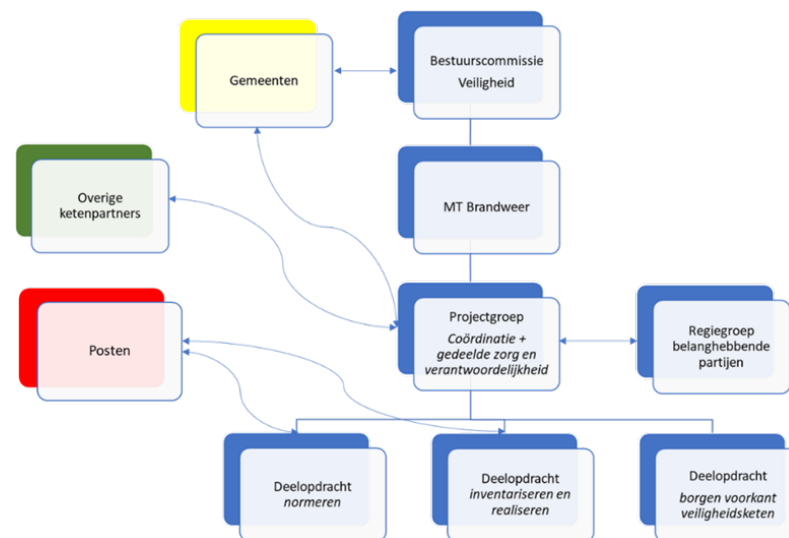 Bestuurscommissie
Veiligheid
Gemeenten
MT Brandweer
Overige
ketenpartners
Projectgroep
Coördinatie +
gedeelde zorg en
verantwoordelijkheid
Regiegroep
belanghebbende
partijen
Posten
Deelopdracht
normeren
Deelopdracht
inventariseren en
realiseren
Deelopdracht
borgen voorkant
veiligheidsketen